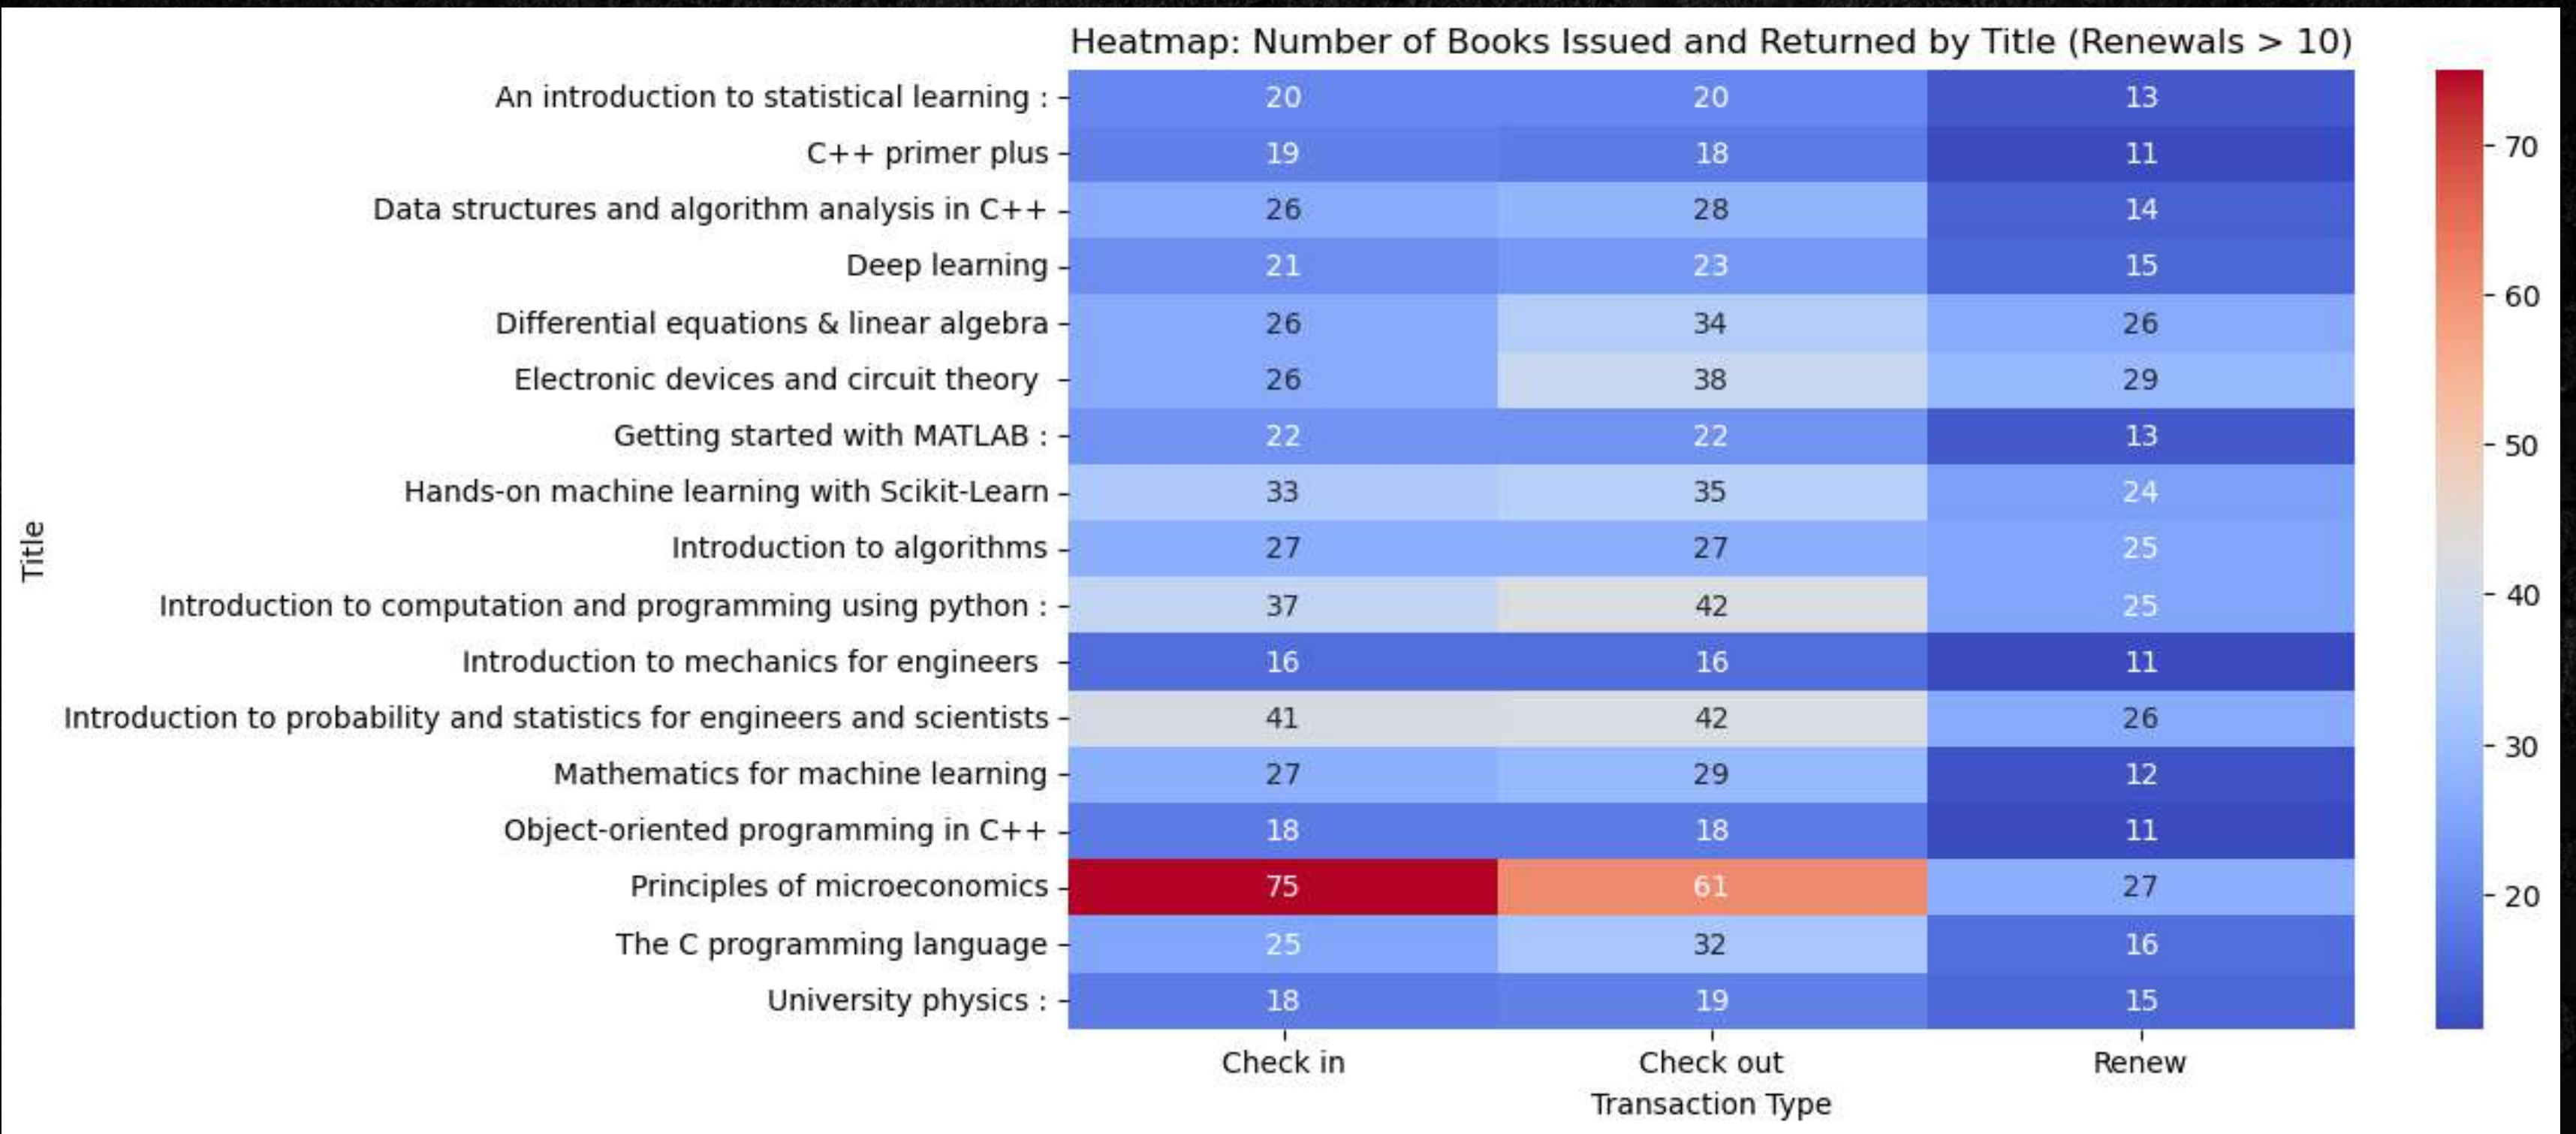 Heatmap: Number of Books Issued and Returned by Title (Renewals > 10)
An introduction to statistical learning : 20 20 13
C++ primer plus 19 18 11
Data structures and algorithm analysis in C++ 26 28 14
Deep learning 21 23 15
Differential equations & linear algebra 26 34 26
Electronic devices and circuit theory 26 38 29
Getting started with MATLAB : 22 22 13
Hands-on machine learning with Scikit-Learn 33 35 24
Introduction to algorithms 27 27 25
Introduction to computation and programming using python : 37 42 25
Introduction to mechanics for engineers 16 16 11
Introduction to probability and statistics for engineers and scientists 41 42 26
Mathematics for machine learning 27 29 12
Object-oriented programming in C++ 18 18 11
Principles of microeconomics 75 61 27
The C programming language 25 32 16
University physics : 18 19 15
Check in Check out Renew
Transaction Type
Title
70
60
50
40
30
20